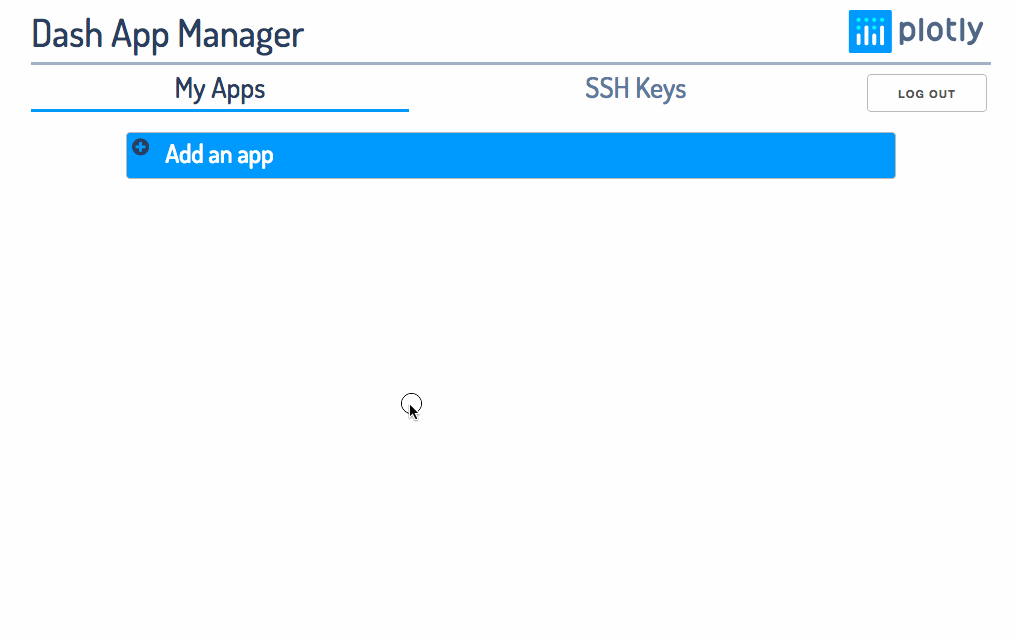 Dash App Manager
plotly
My Apps
SSH Keys
LOG OUT
Add an app